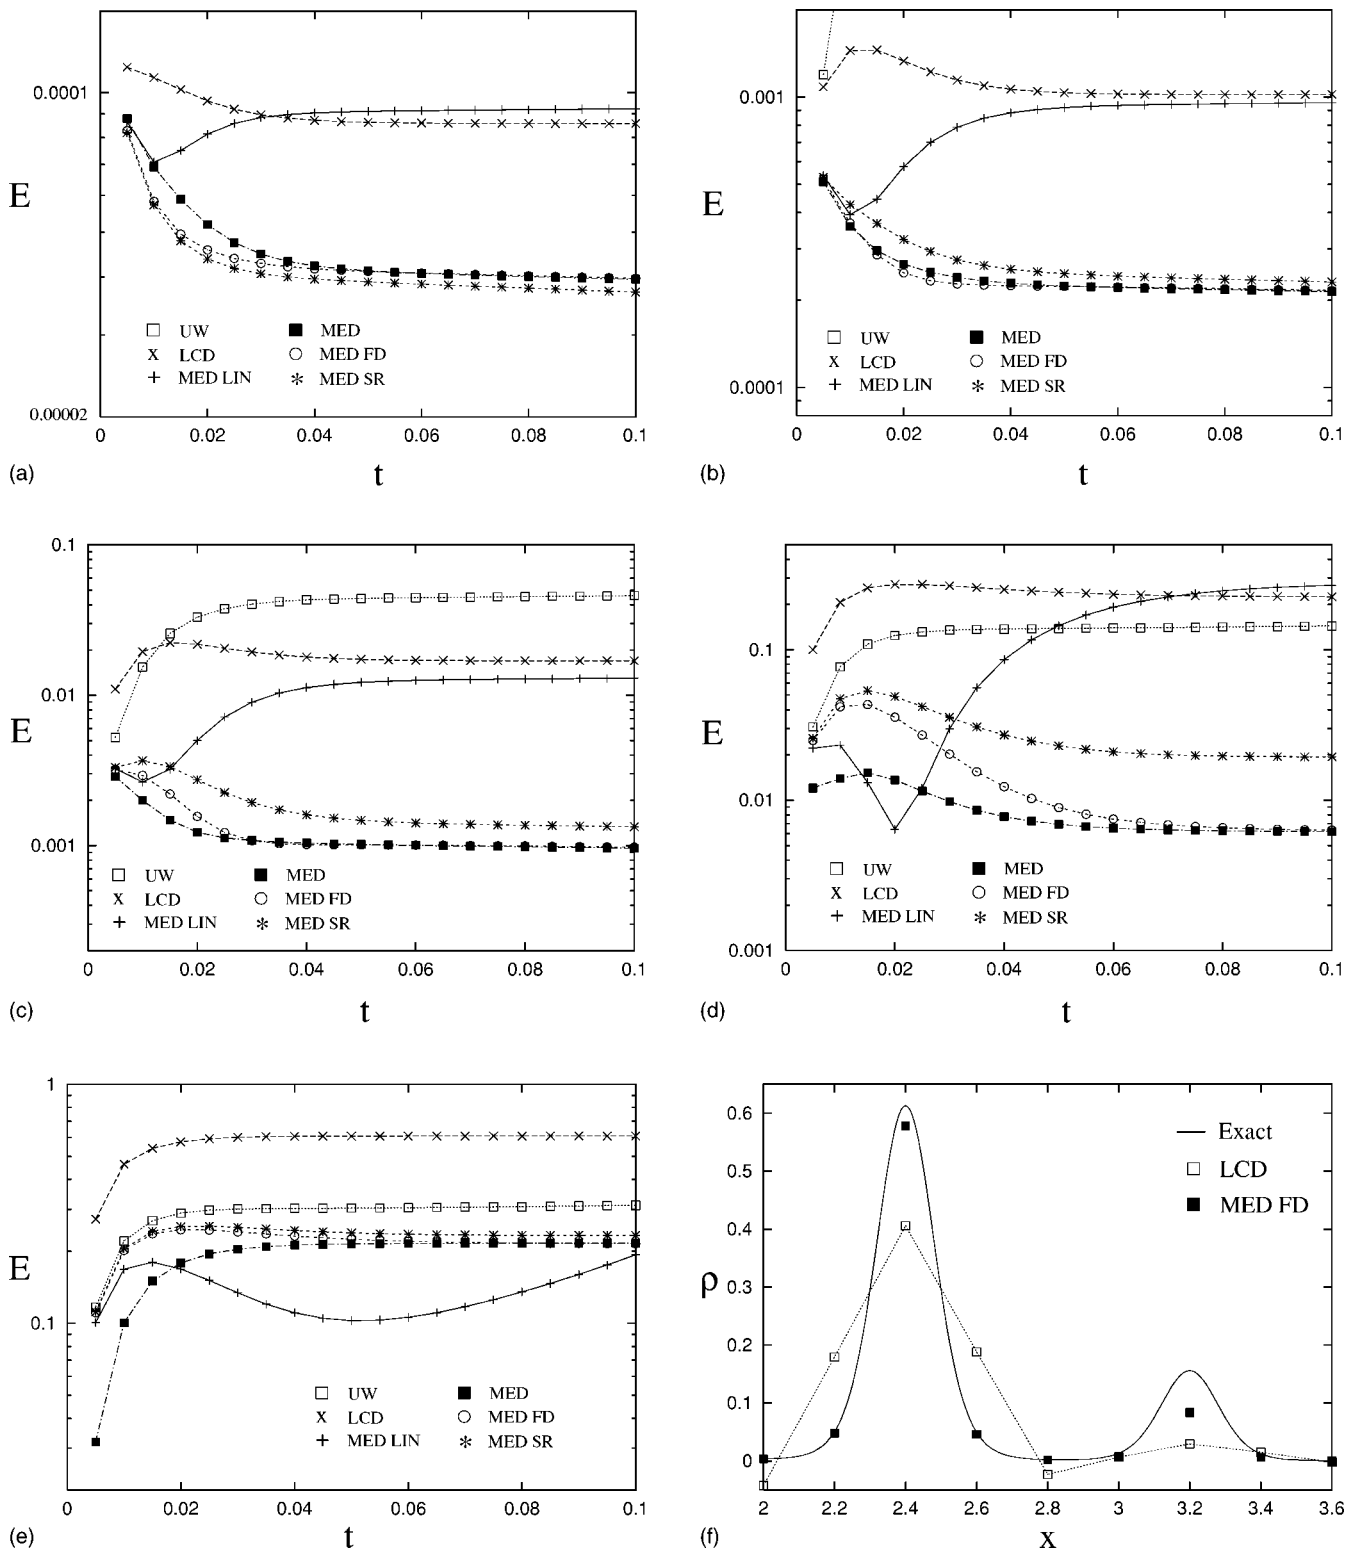 0.0001
E
0.00002
UW
LCD
MED LIN
MED
MED FD
MED SR
0 0.02 0.04 0.06 0.08 0.1
(a)
t
0.001
E
0.0001
UW
LCD
MED LIN
MED
MED FD
MED SR
0 0.02 0.04 0.06 0.08 0.1
(b)
t
0.1
0.01
E
0.001
UW
LCD
MED LIN
MED
MED FD
MED SR
0 0.02 0.04 0.06 0.08 0.1
(c)
t
0.1
E
0.01
0.001
UW
LCD
MED LIN
MED
MED FD
MED SR
0 0.02 0.04 0.06 0.08 0.1
(d)
t
1
E
0.1
UW
LCD
MED LIN
MED
MED FD
MED SR
0 0.02 0.04 0.06 0.08 0.1
(e)
t
0.6
0.5
0.4
0.3
0.2
0.1
0
ρ
Exact
LCD
MED FD
2 2.2 2.4 2.6 2.8 3 3.2 3.4 3.6
(f)
x